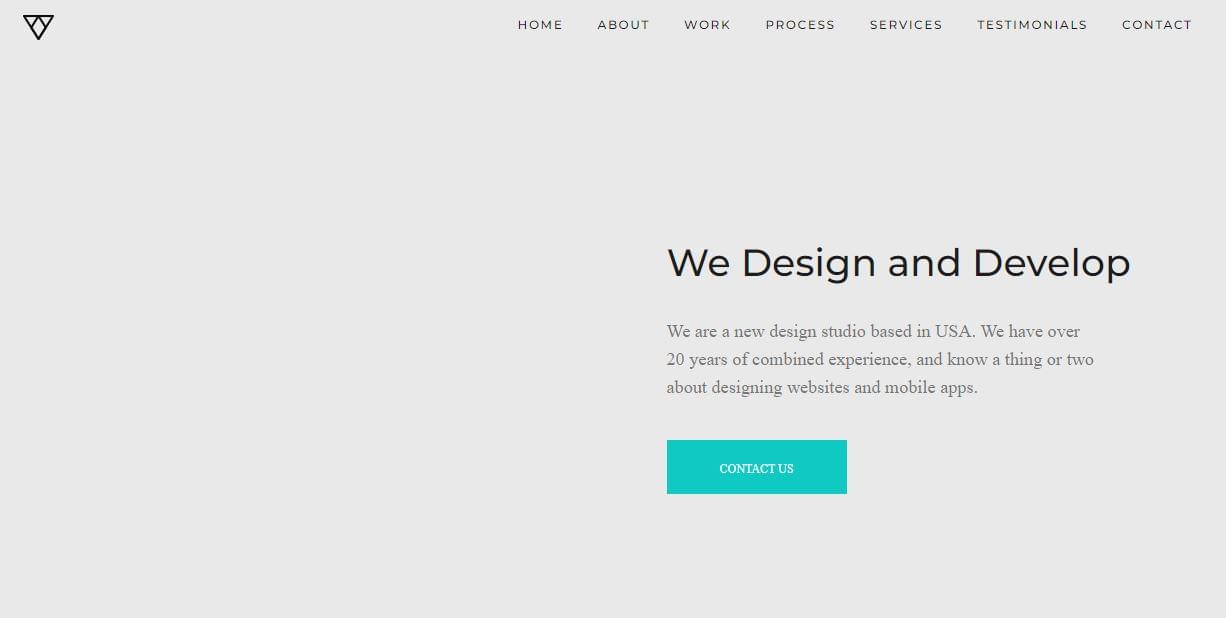 HOME ABOUT WORK PROCESS SERVICES TESTIMONIALS CONTACT
We Design and Develop
We are a new design studio based in USA. We have over
20 years of combined experience, and know a thing or two
about designing websites and mobile apps.
CONTACT US